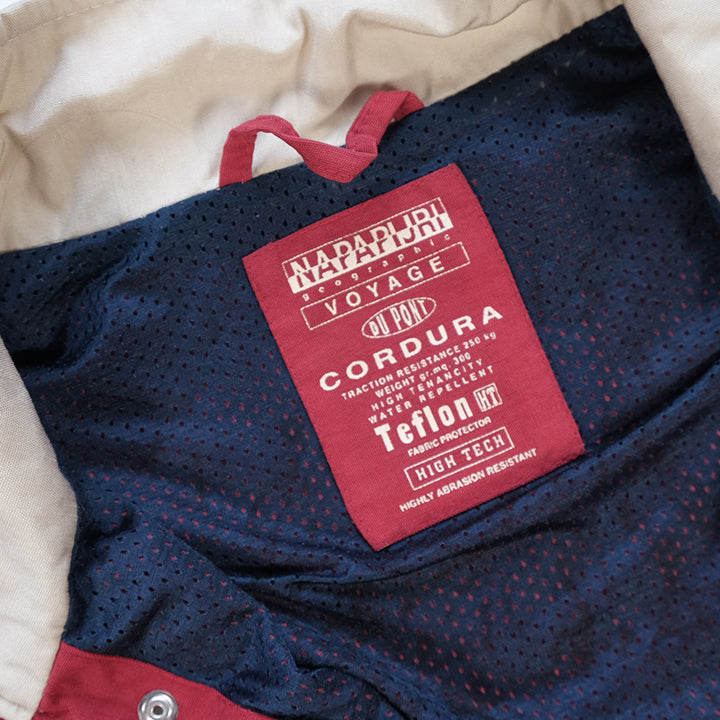 NAPAPIJRI
geographic
VOYAGE
DU PONT
CORDURA
TRACTION RESISTANCE 250 kg
WEIGHT gr.mq. 300
HIGH TENANCITY
WATER REPELLENT
Teflon HT
FABRIC PROTECTOR
HIGH TECH
HIGHLY ABRASION RESISTANT